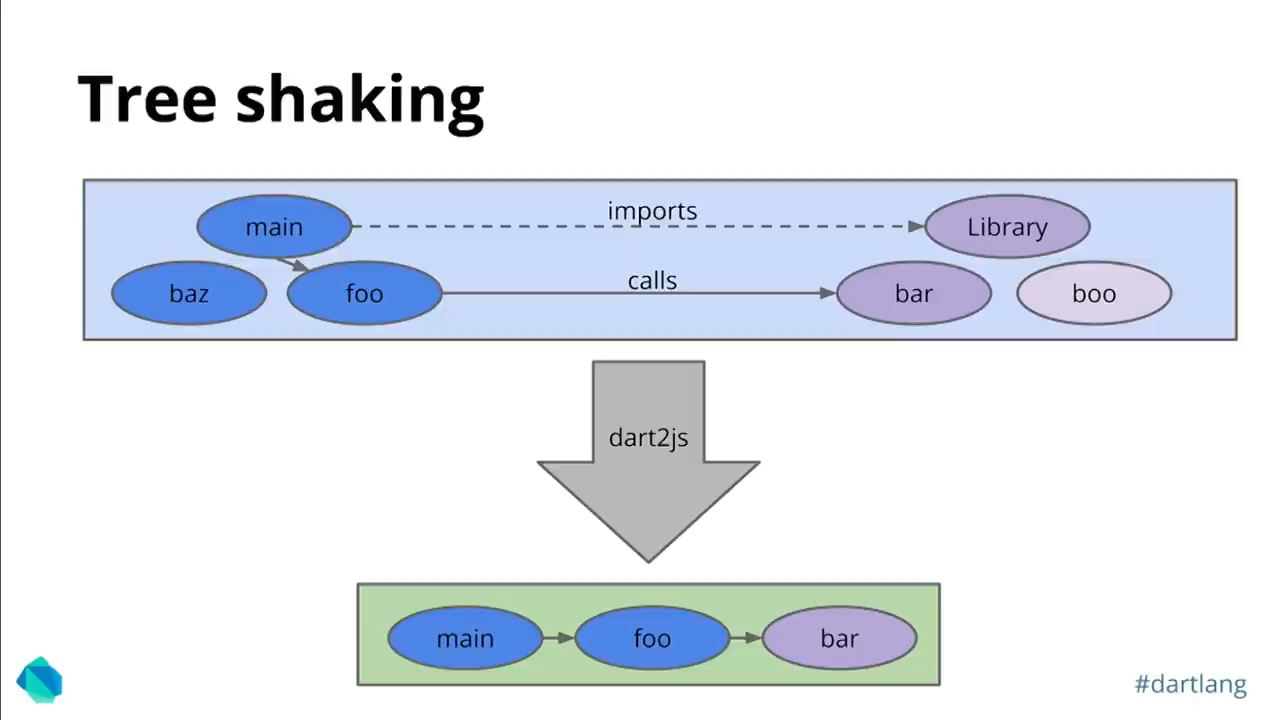 Tree shaking
main
imports
Library
baz
foo
calls
bar
boo
dart2js
main
foo
bar
#dartlang